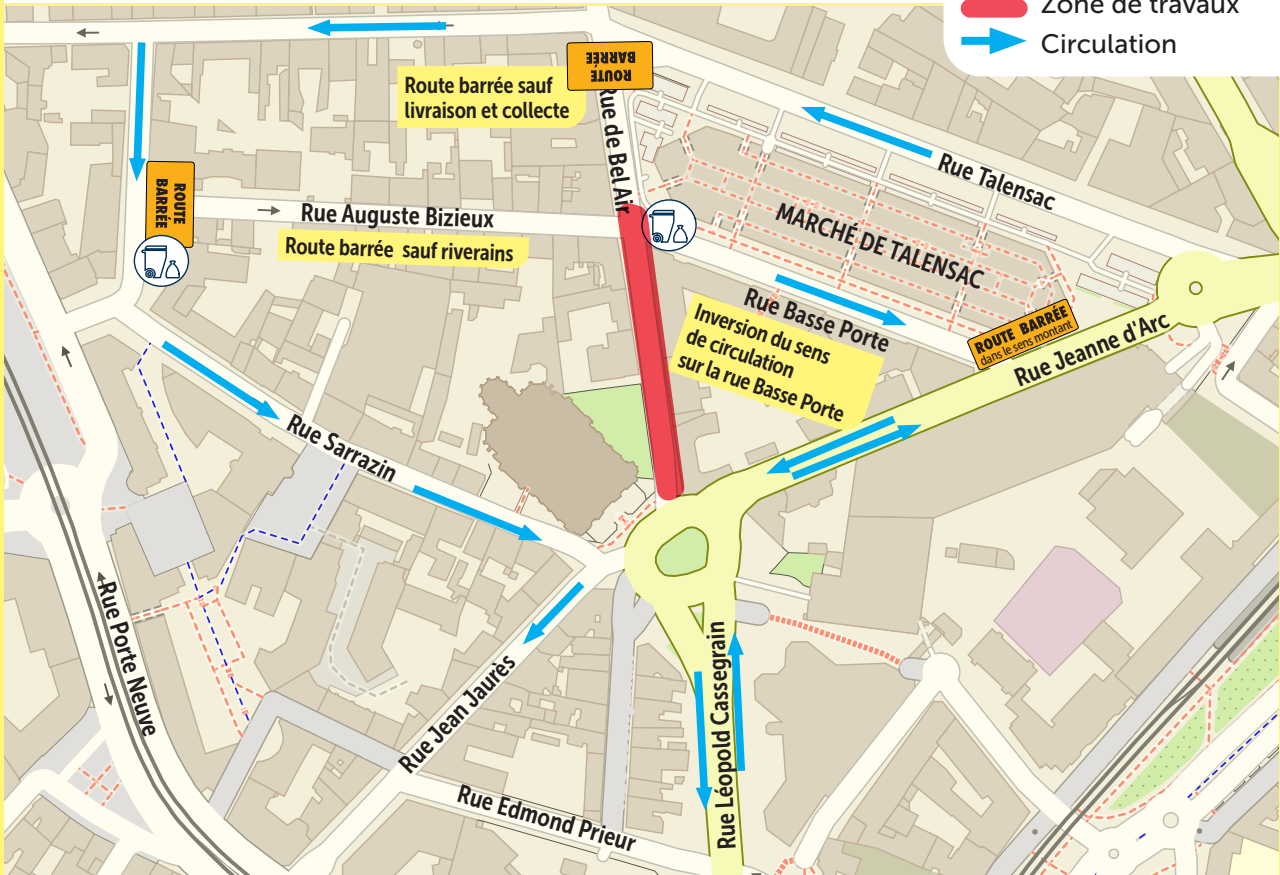 Zone de travaux
Circulation
ROUTE
BARRÉE
Route barrée sauf
livraison et collecte
Rue de Bel Air
Rue Talensac
ROUTE
BARRÉE
Rue Auguste Bizieux
Route barrée sauf riverains
MARCHÉ DE TALENSAC
Rue Basse Porte
Inversion du sens
de circulation
sur la rue Basse Porte
ROUTE BARRÉE
dans le sens montant
Rue Jeanne d'Arc
Rue Sarrazin
Rue Porte Neuve
Rue Jean Jaurès
Rue Léopold Cassegrain
Rue Edmond Prieur